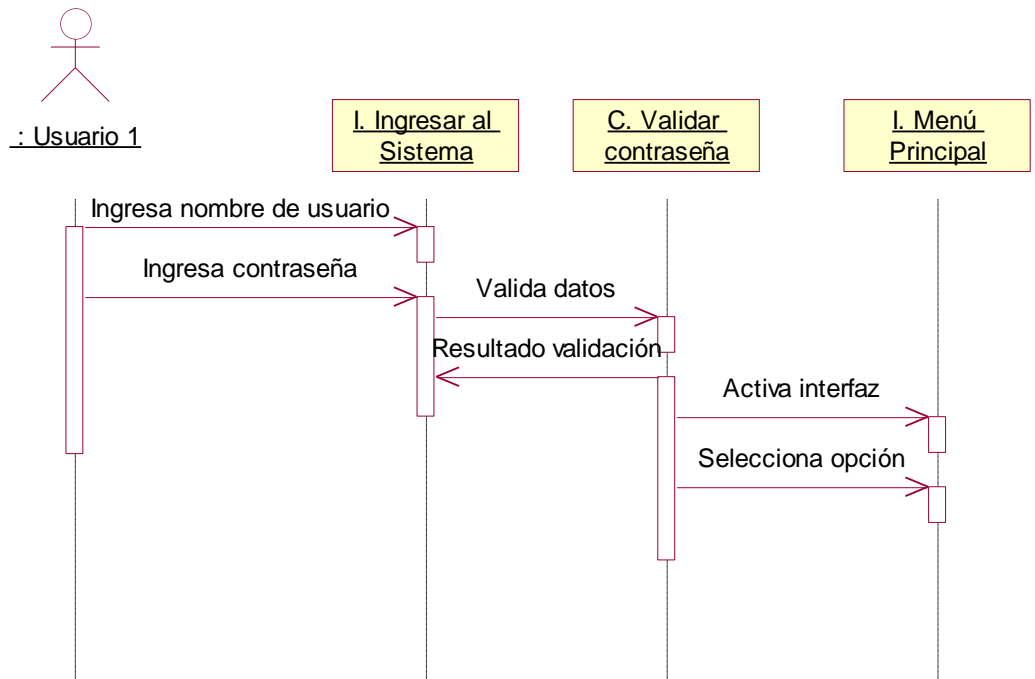 : Usuario 1
I. Ingresar al
Sistema
C. Validar
contraseña
I. Menú
Principal
Ingresa nombre de usuario
Ingresa contraseña
Valida datos
Resultado validación
Activa interfaz
Selecciona opción